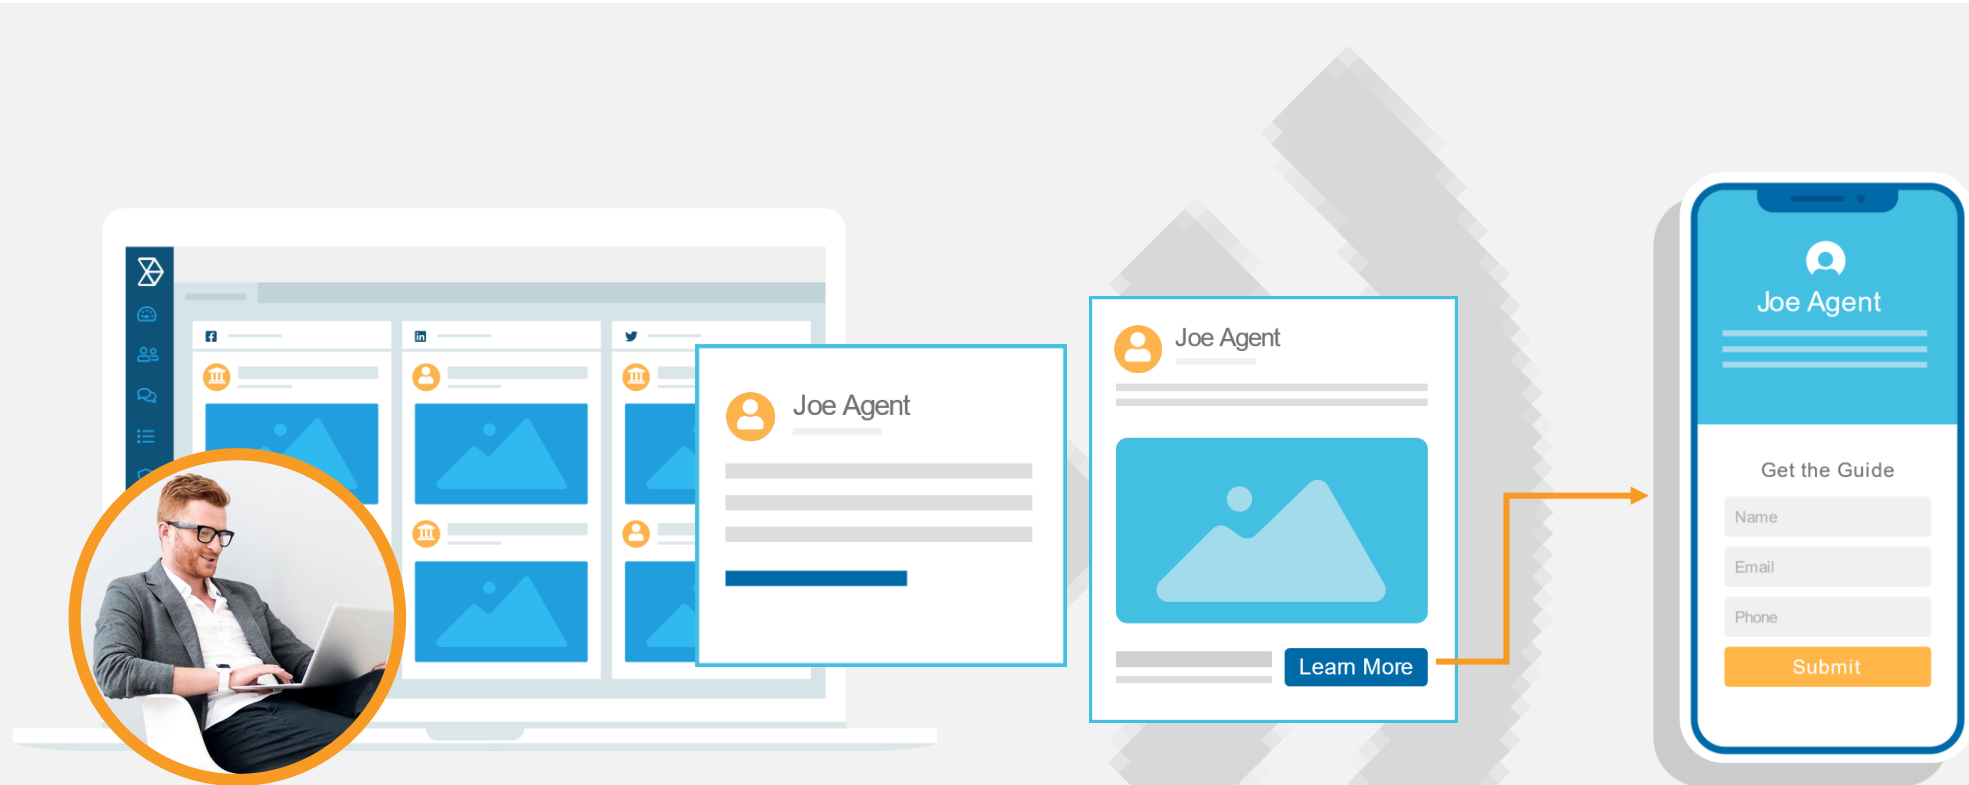 Joe Agent
Joe Agent
Learn More
Joe Agent
Get the Guide
Name
Email
Phone
Submit